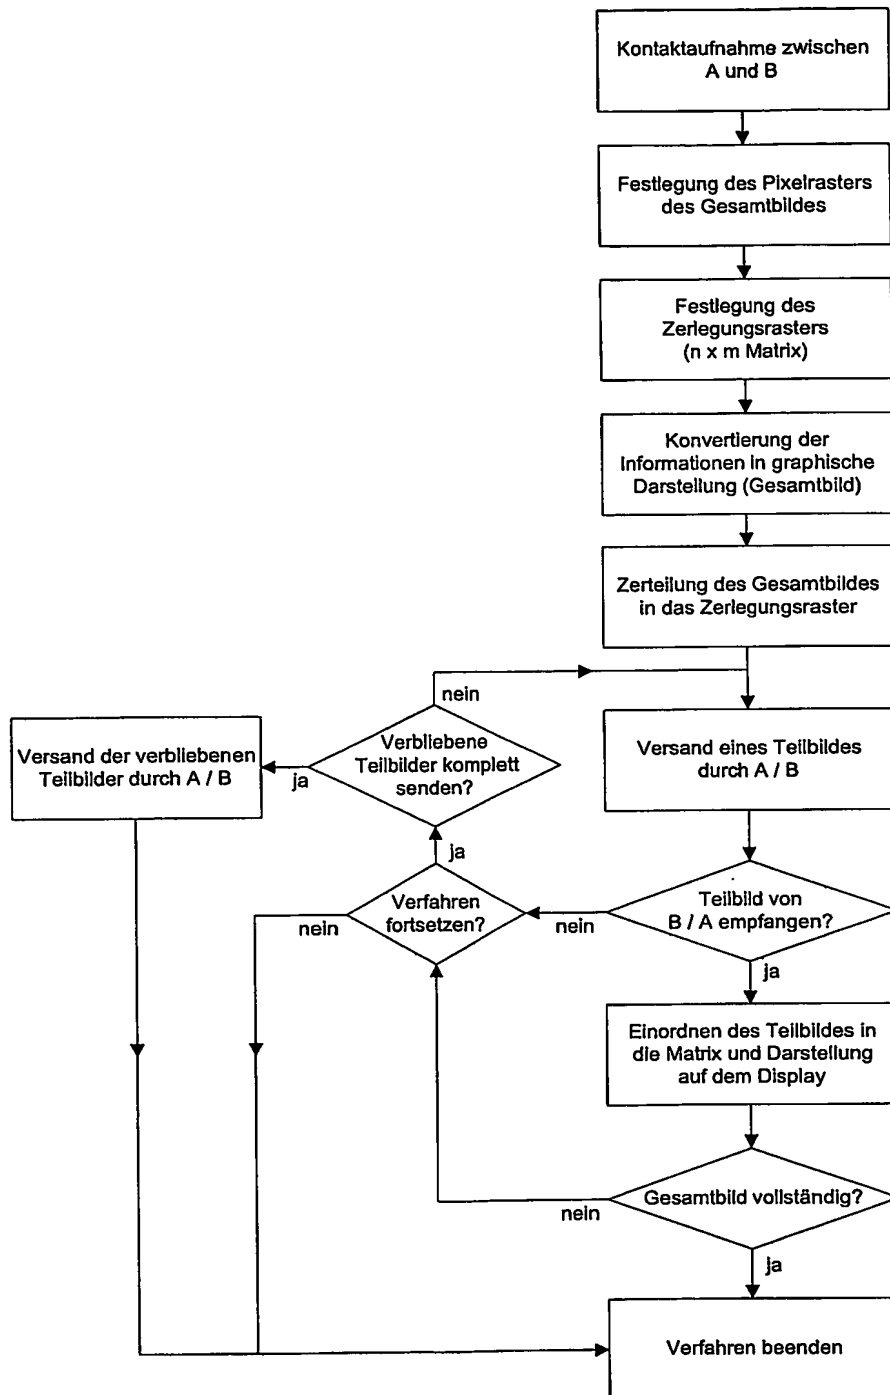 Kontaktaufnahme zwischen
A und B
Festlegung des Pixelrasters
des Gesamtbildes
Festlegung des
Zerlegungsrasters
(n x m Matrix)
Konvertierung der
Informationen in graphische
Darstellung (Gesamtbild)
Zerteilung des Gesamtbildes
in das Zerlegungsraster
nein
Versand der verbliebenen
Teilbilder durch A / B
ja
Verbliebene
Teilbilder komplett
senden?
Versand eines Teilbildes
durch A / B
ja
Verfahren
fortsetzen?
nein
nein
Teilbild von
B / A empfangen?
ja
Einordnen des Teilbildes in
die Matrix und Darstellung
auf dem Display
Gesamtbild vollständig?
nein
ja
Verfahren beenden